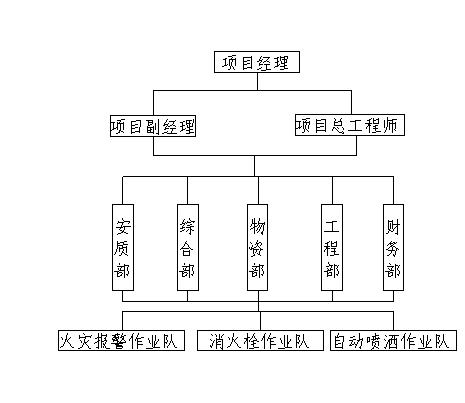 项目经理
项目副经理
项目总工程师
安质部
综合部
物资部
工程部
财务部
火灾报警作业队
消火栓作业队
自动喷洒作业队